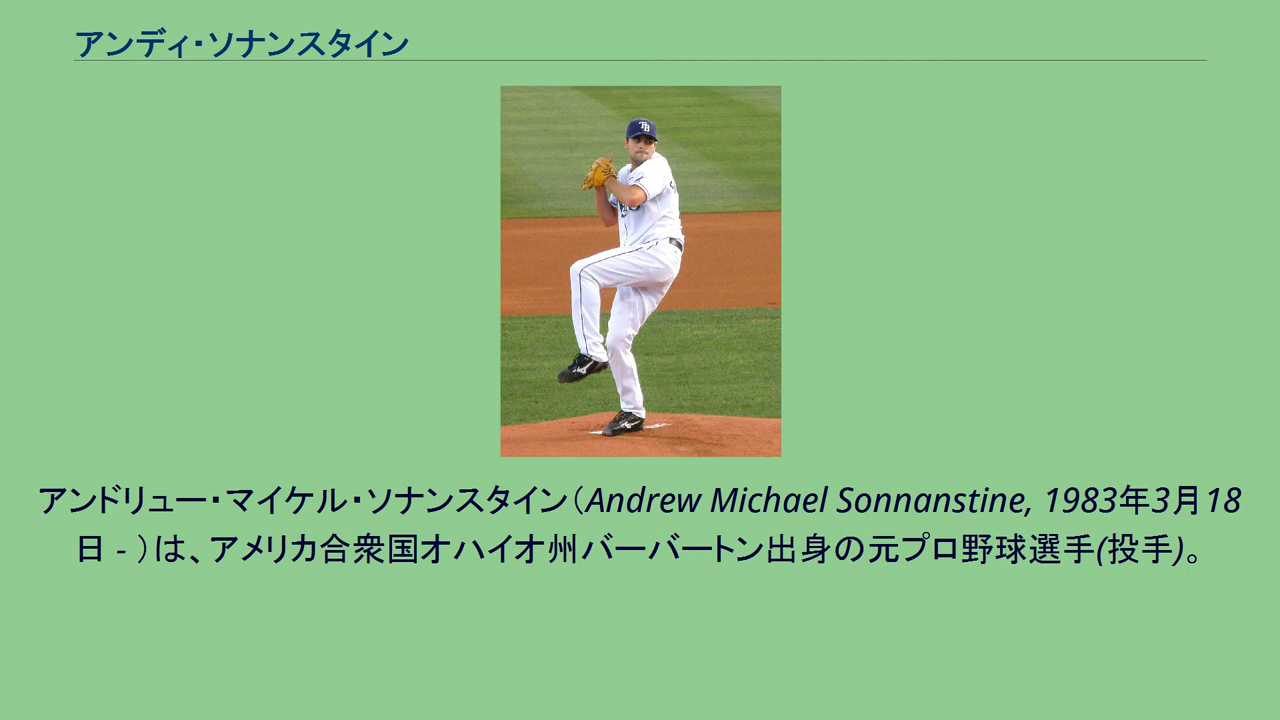 アンディ・ソナンスタイン
TB
アンドリュー・マイケル・ソナンスタイン（Andrew Michael Sonnanstine, 1983年3月18
日 - ）は、アメリカ合衆国オハイオ州バーバートン出身の元プロ野球選手(投手)。